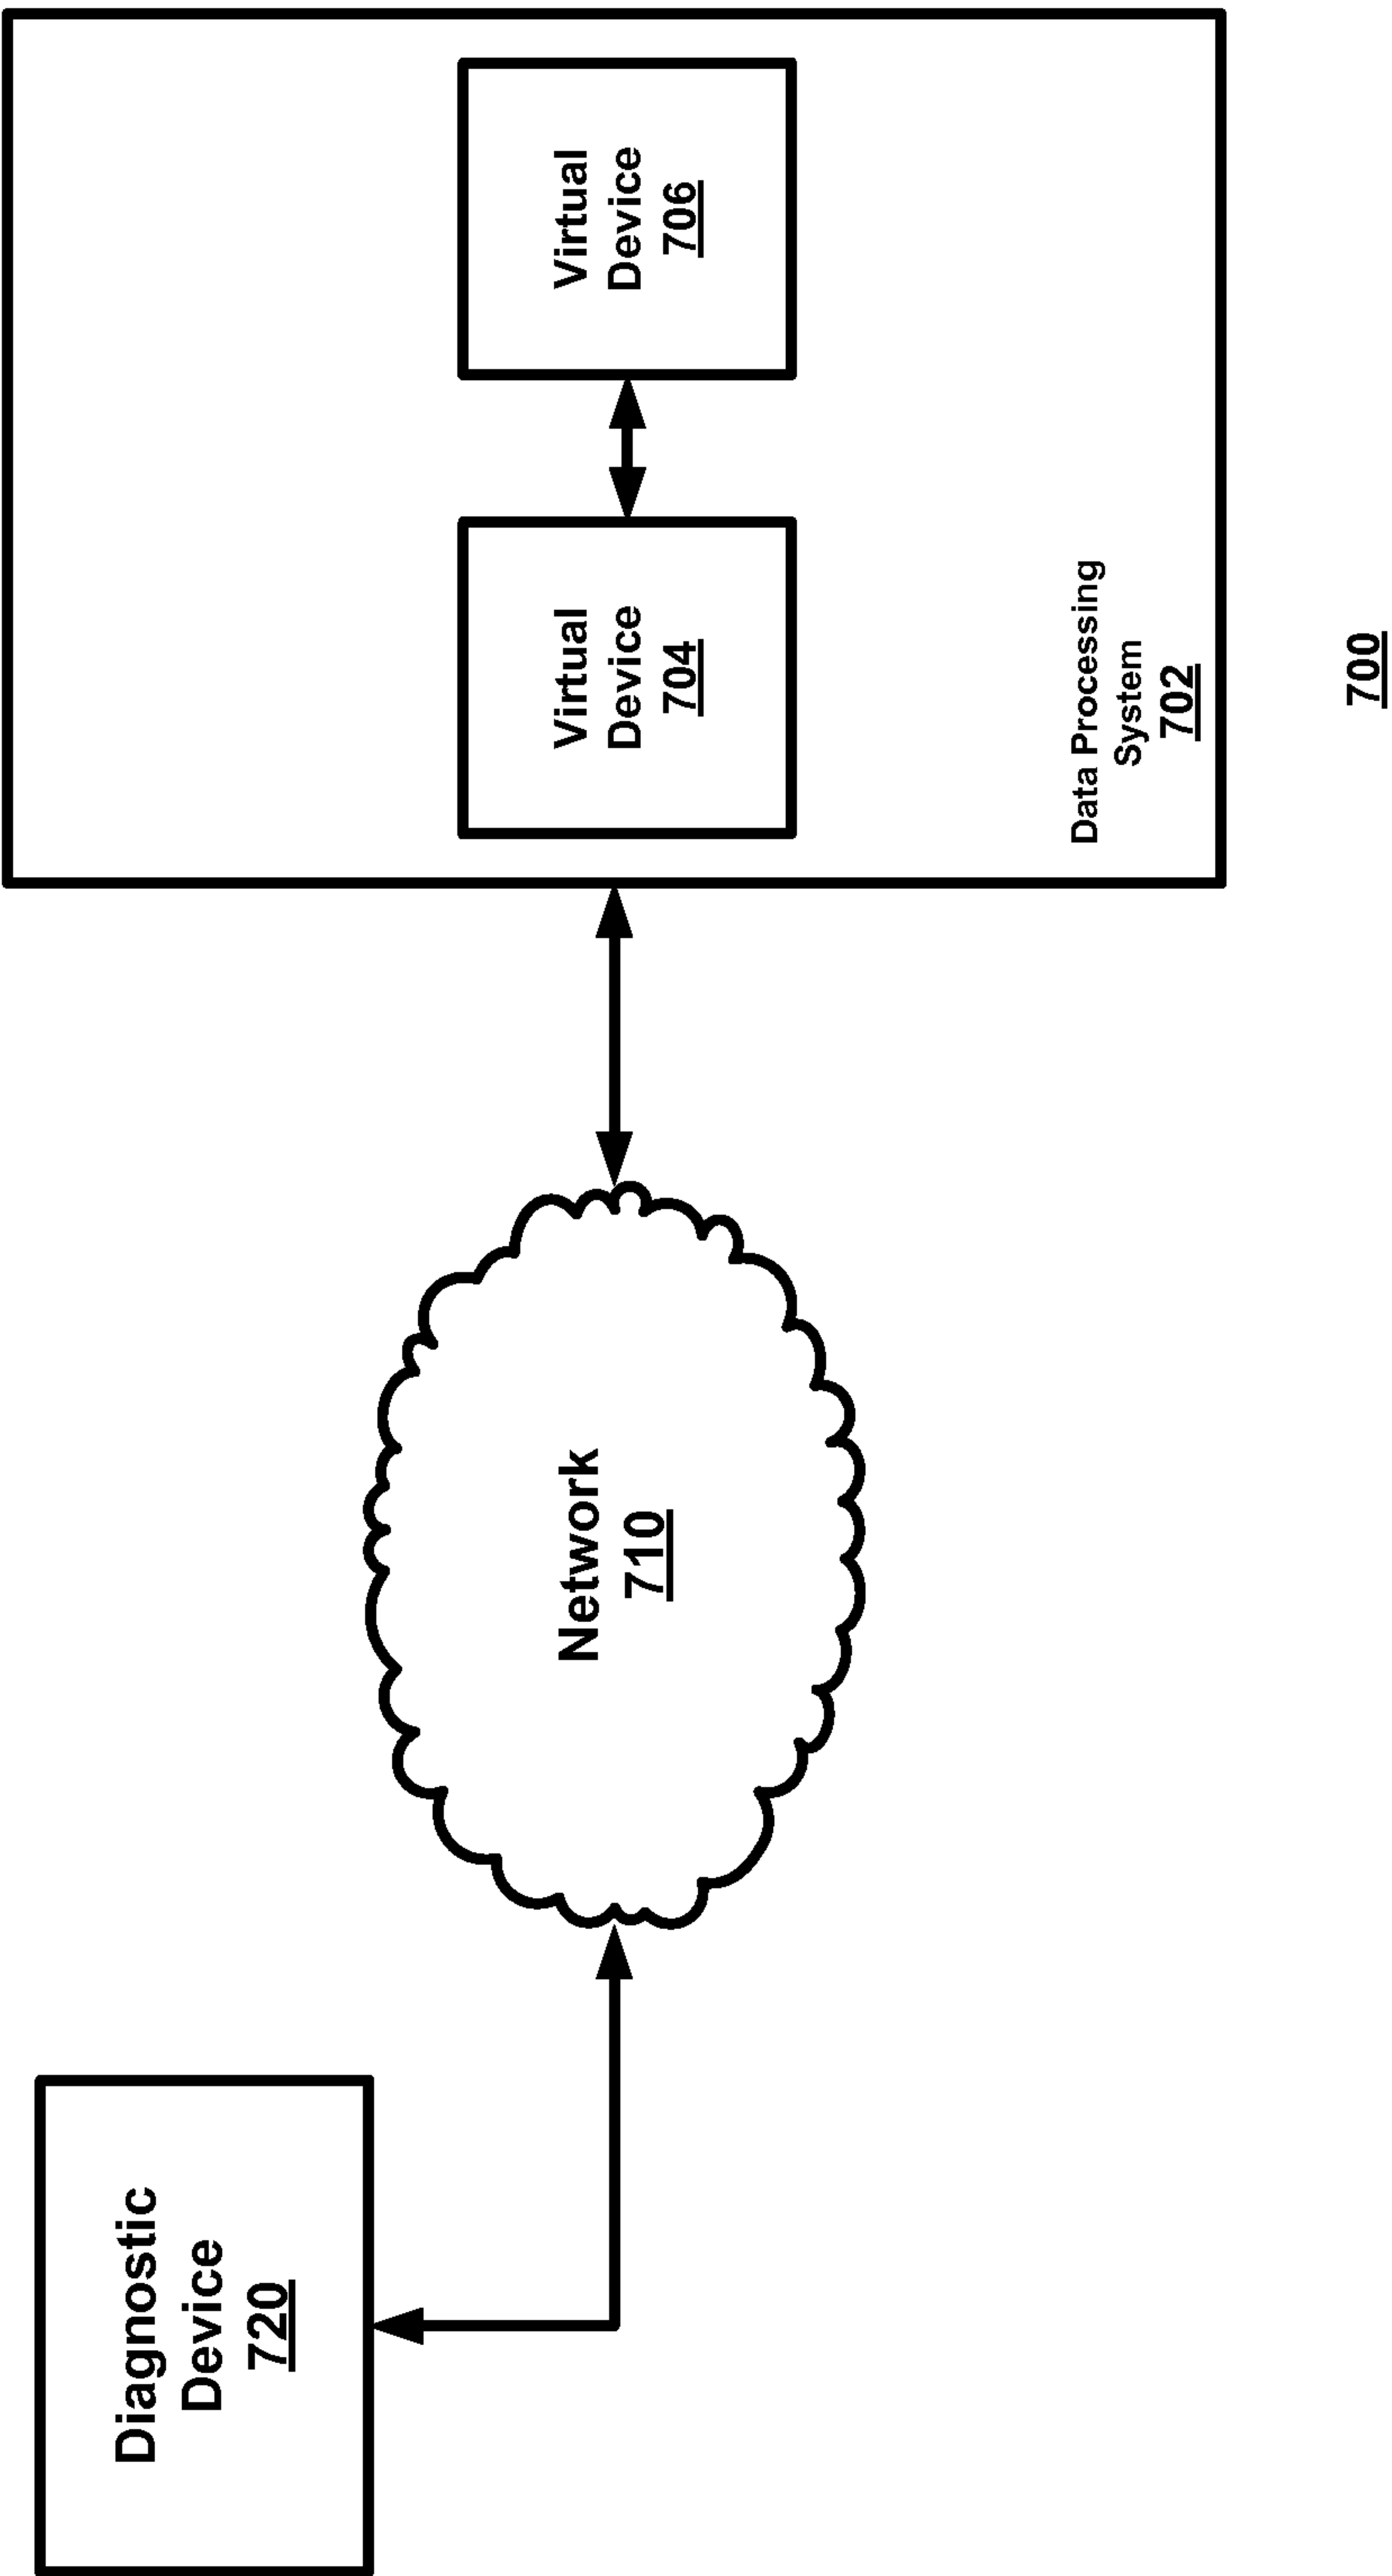 Diagnostic
Device
720
Network
710
Virtual
Device
704
Virtual
Device
706
Data Processing
System
702
700